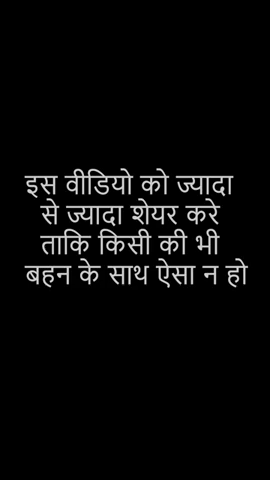 इस वीडियो को ज्यादा
से ज्यादा शेयर करे
ताकि किसी की भी
बहन के साथ ऐसा न हो